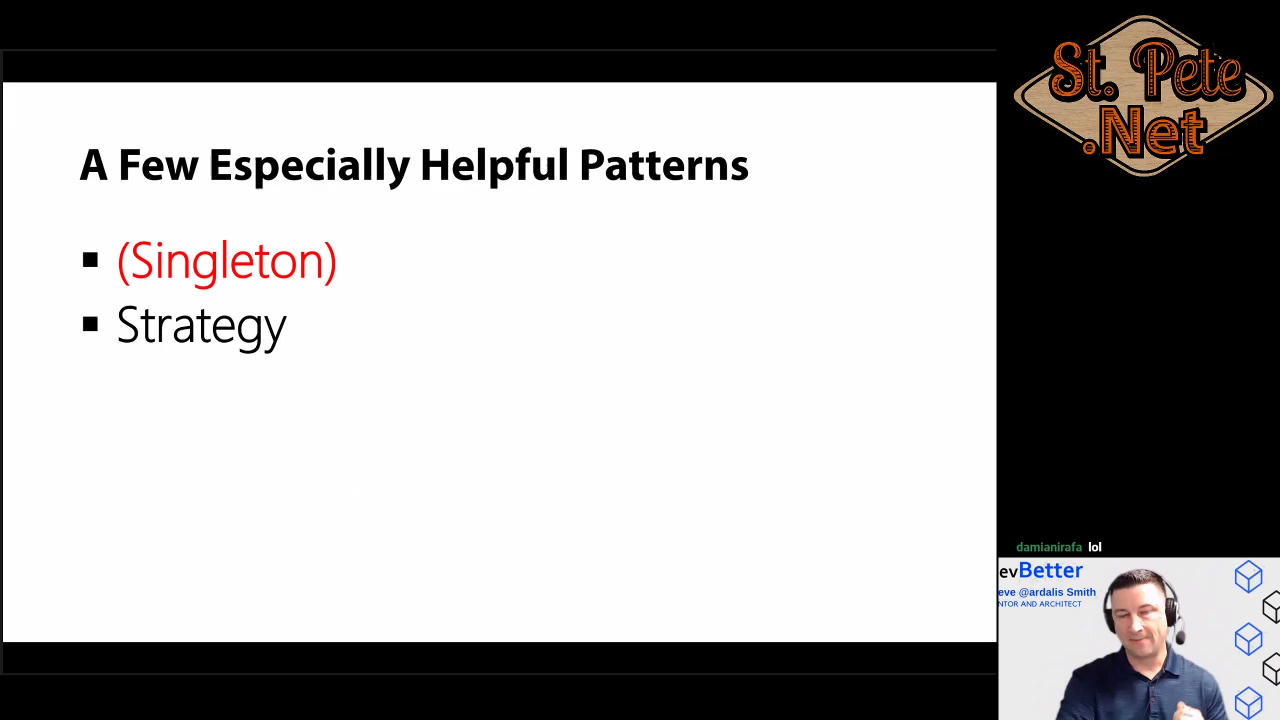 A Few Especially Helpful Patterns
(Singleton)
Strategy
St. Pete
.Net
damianirafa lol
evBetter
eve @ardalis Smith
NTOR AND ARCHITECT